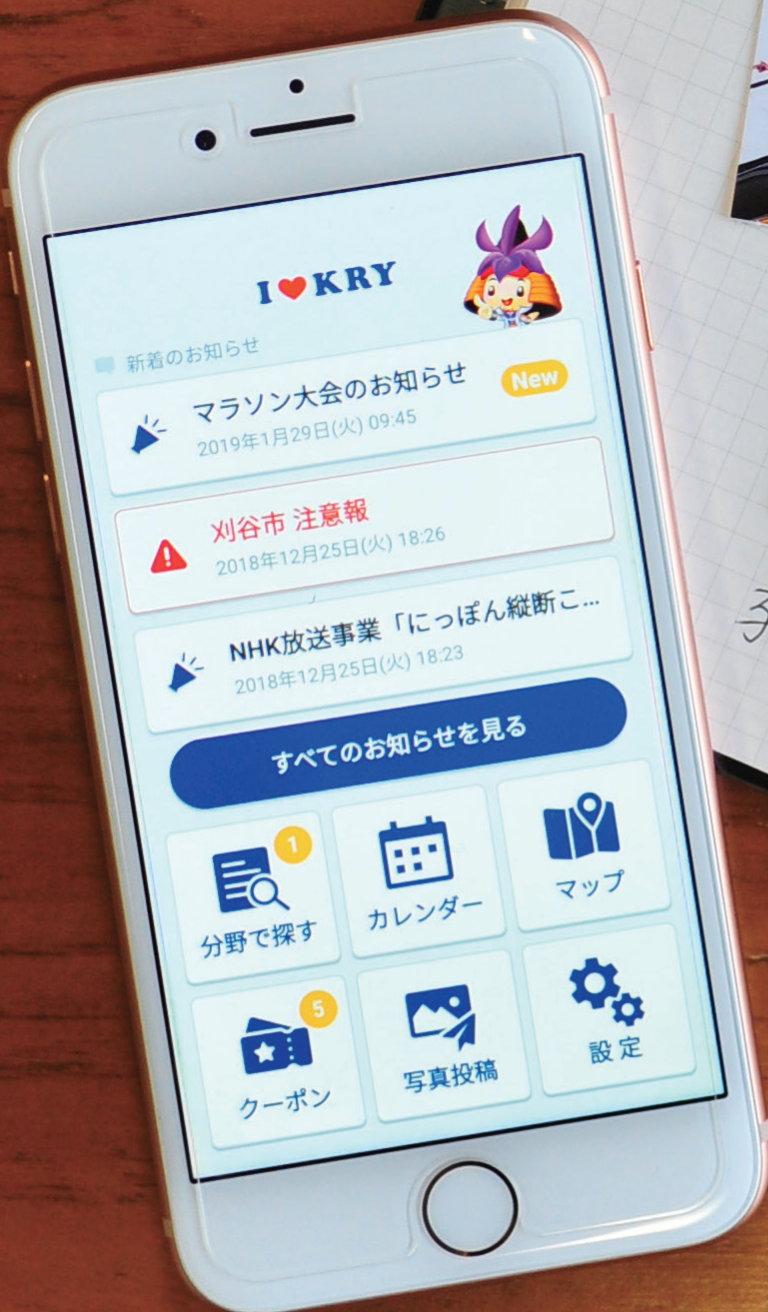 I❤KRY
新着のお知らせ
マラソン大会のお知らせ
New
2019年1月29日(火) 09:45
刈谷市 注意報
2018年12月25日(火) 18:26
NHK放送事業「にっぽん縦断こ...
2018年12月25日(火) 18:23
すべてのお知らせを見る
1
分野で探す
カレンダー
マップ
5
クーポン
写真投稿
設定